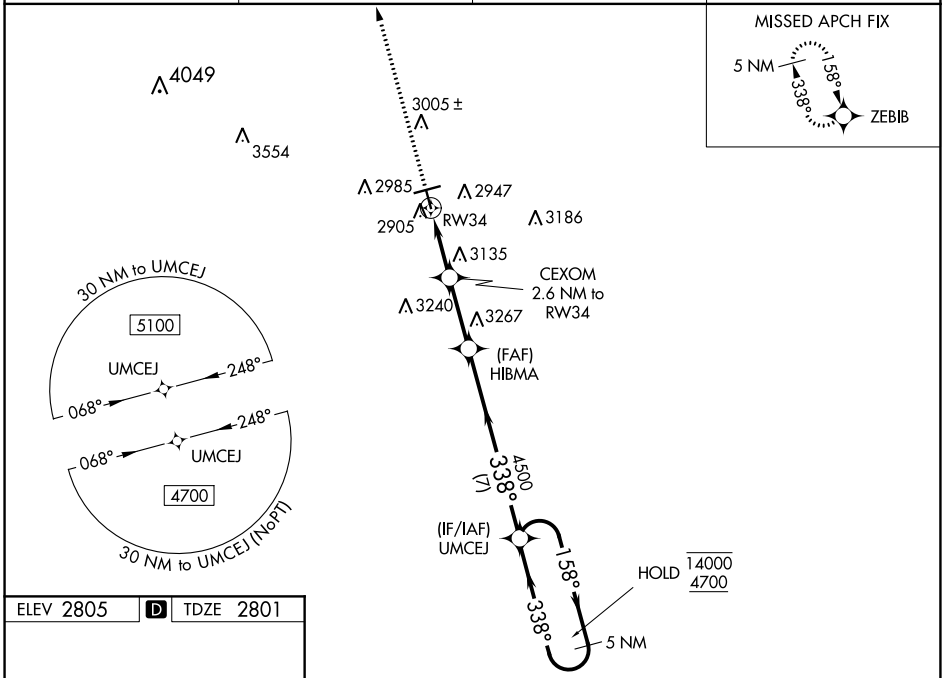 MISSED APCH FIX
5 NM
158°
338°
ZEBIB
4049
3554
3005 ±
2985
2947
2905
RW34
3186
3135
CEXOM
2.6 NM to
RW34
3240
3267
(FAF)
HIBMA
30 NM to UMCEJ
5100
UMCEJ
248°
068°
248°
068°
UMCEJ
4700
30 NM to UMCEJ (NoPT)
4500
338°
(7)
(IF/IAF)
UMCEJ
158°
338°
HOLD
14000
4700
5 NM
ELEV 2805 D TDZE 2801